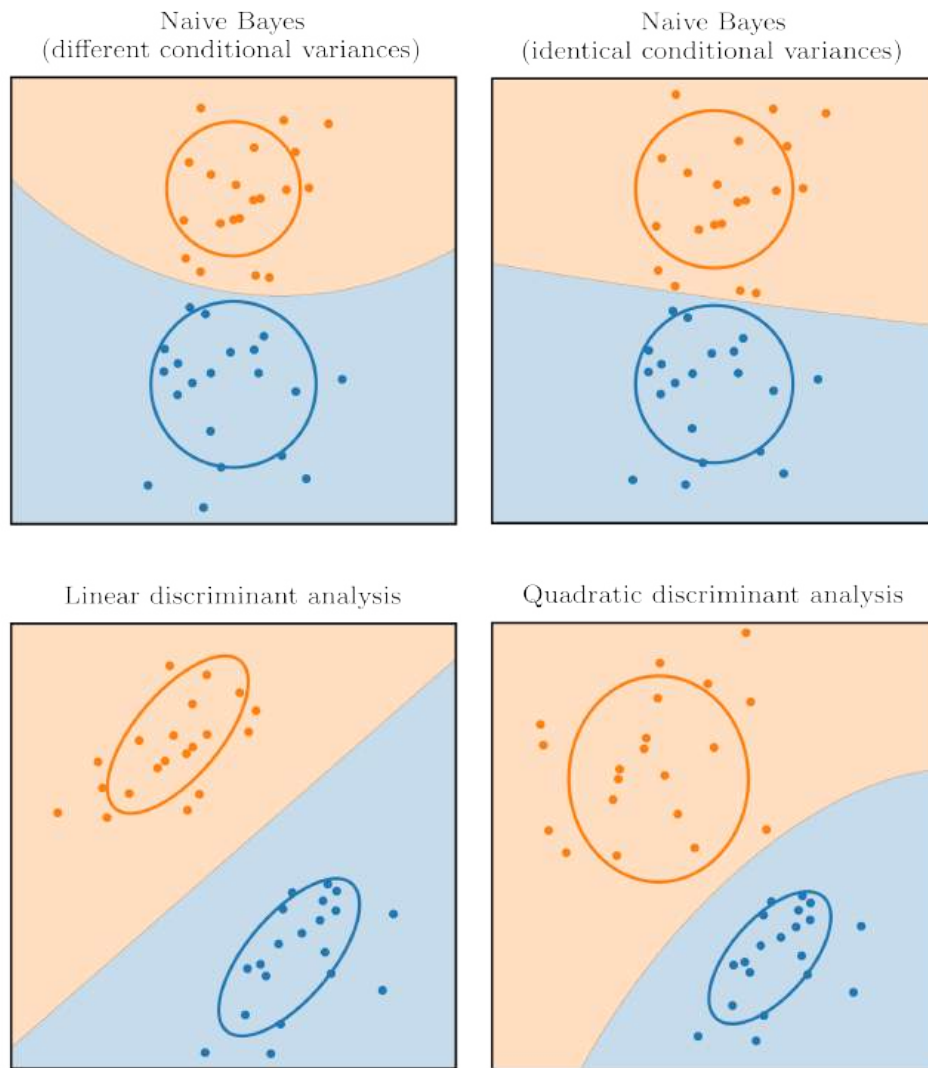 Naive Bayes
(different conditional variances)
Naive Bayes
(identical conditional variances)
Linear discriminant analysis
Quadratic discriminant analysis